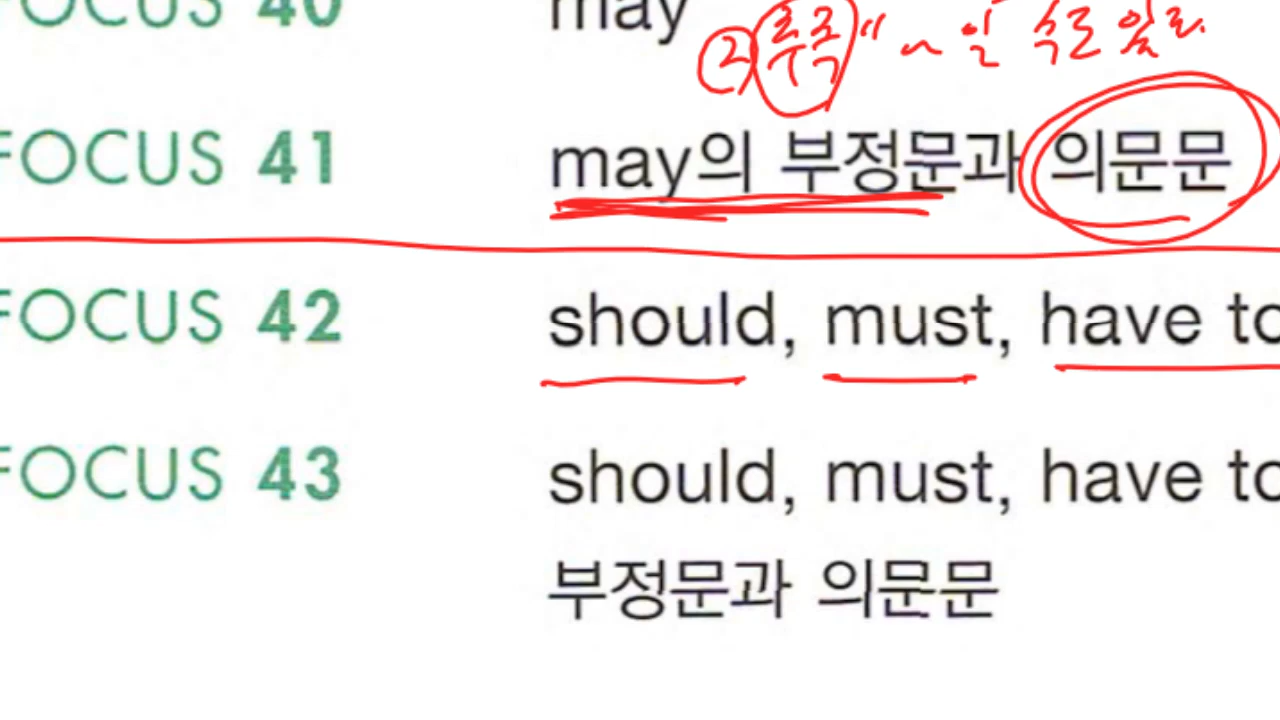 FOCUS 40 may
② 추측 " ~ 일 수도 있다.
FOCUS 41 may의 부정문과 의문문
FOCUS 42 should, must, have to
FOCUS 43 should, must, have to
부정문과 의문문